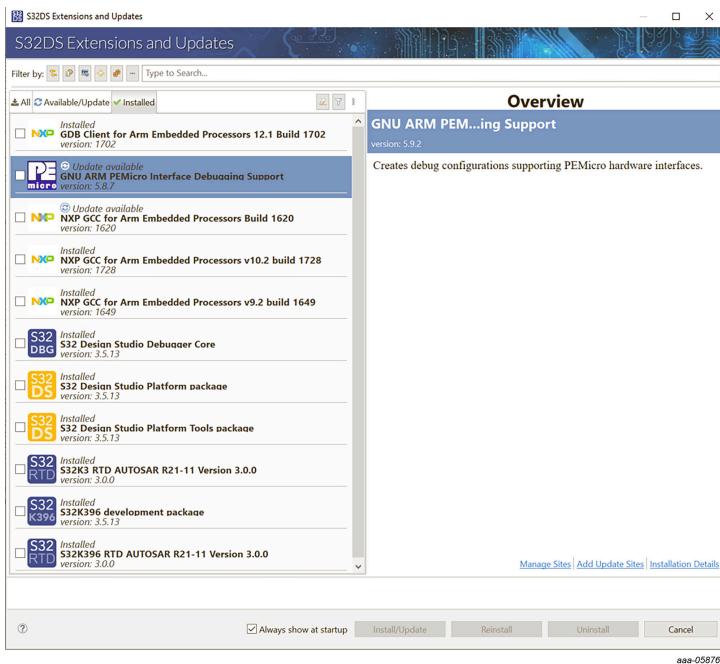 S32DS Extensions and Updates
S32DS Extensions and Updates
Filter by:
Type to Search...
All
Available/Update
Installed
Installed
GDB Client for Arm Embedded Processors 12.1 Build 1702
version: 1702
Update available
GNU ARM PEMicro Interface Debugging Support
version: 5.8.7
PE
micro
Update available
NXP GCC for Arm Embedded Processors Build 1620
version: 1620
NXP
Installed
NXP GCC for Arm Embedded Processors v10.2 build 1728
version: 1728
NXP
Installed
NXP GCC for Arm Embedded Processors v9.2 build 1649
version: 1649
NXP
S32
DBG
Installed
S32 Design Studio Debugger Core
version: 3.5.13
S32
DS
Installed
S32 Design Studio Platform package
version: 3.5.13
S32
DS
Installed
S32 Design Studio Platform Tools package
version: 3.5.13
S32
RTD
Installed
S32K3 RTD AUTOSAR R21-11 Version 3.0.0
version: 3.0.0
S32
K396
Installed
S32K396 development package
version: 3.5.13
S32
RTD
Installed
S32K396 RTD AUTOSAR R21-11 Version 3.0.0
version: 3.0.0
Overview
GNU ARM PEM...ing Support
version: 5.9.2
Creates debug configurations supporting PEMicro hardware interfaces.
Manage Sites
Add Update Sites
Installation Details
Always show at startup
Install/Update
Reinstall
Uninstall
Cancel
aaa-05876